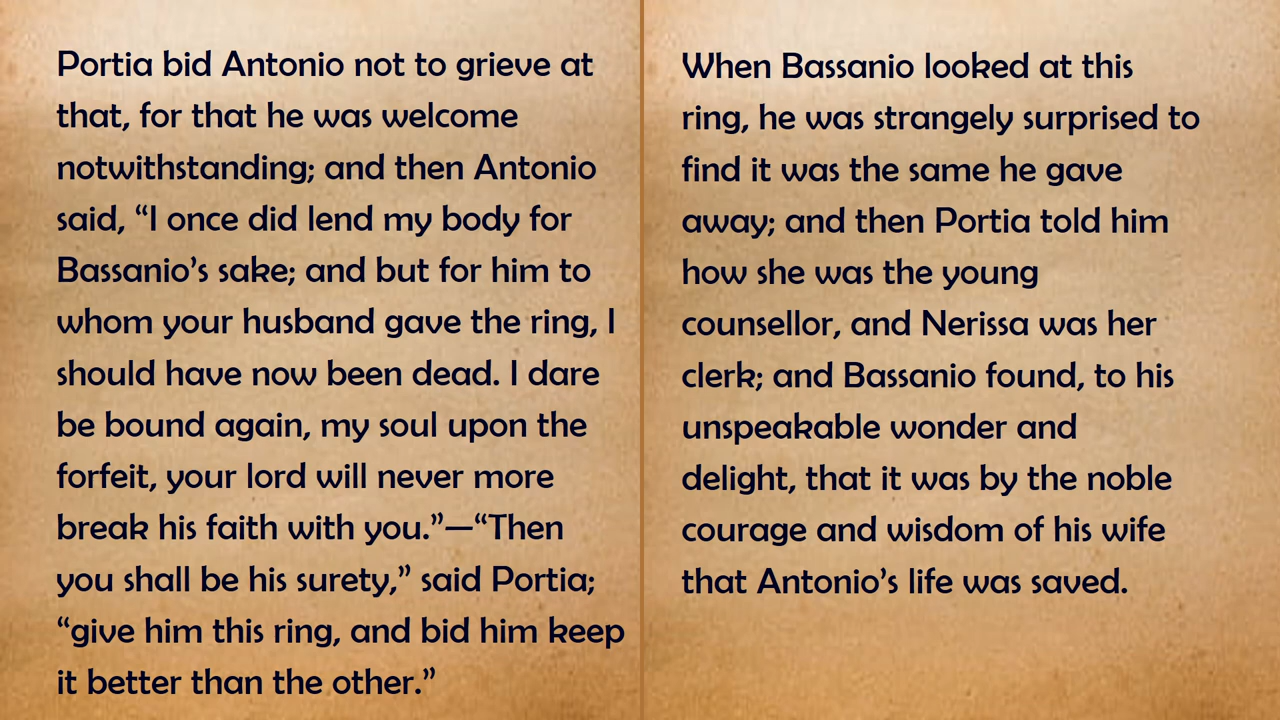 Portia bid Antonio not to grieve at
that, for that he was welcome
notwithstanding; and then Antonio
said, “I once did lend my body for
Bassanio’s sake; and but for him to
whom your husband gave the ring, I
should have now been dead. I dare
be bound again, my soul upon the
forfeit, your lord will never more
break his faith with you.”—“Then
you shall be his surety,” said Portia;
“give him this ring, and bid him keep
it better than the other.”
When Bassanio looked at this
ring, he was strangely surprised to
find it was the same he gave
away; and then Portia told him
how she was the young
counsellor, and Nerissa was her
clerk; and Bassanio found, to his
unspeakable wonder and
delight, that it was by the noble
courage and wisdom of his wife
that Antonio’s life was saved.